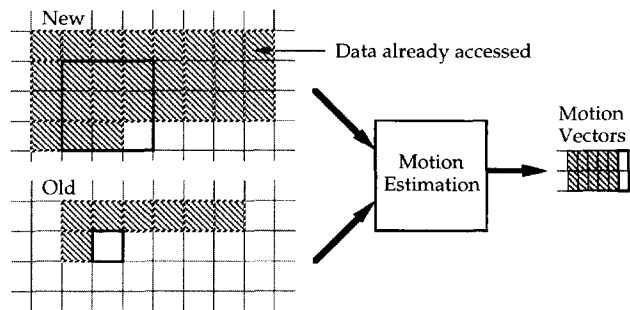 New
Data already accessed
Motion
Vectors
Motion
Estimation
Old